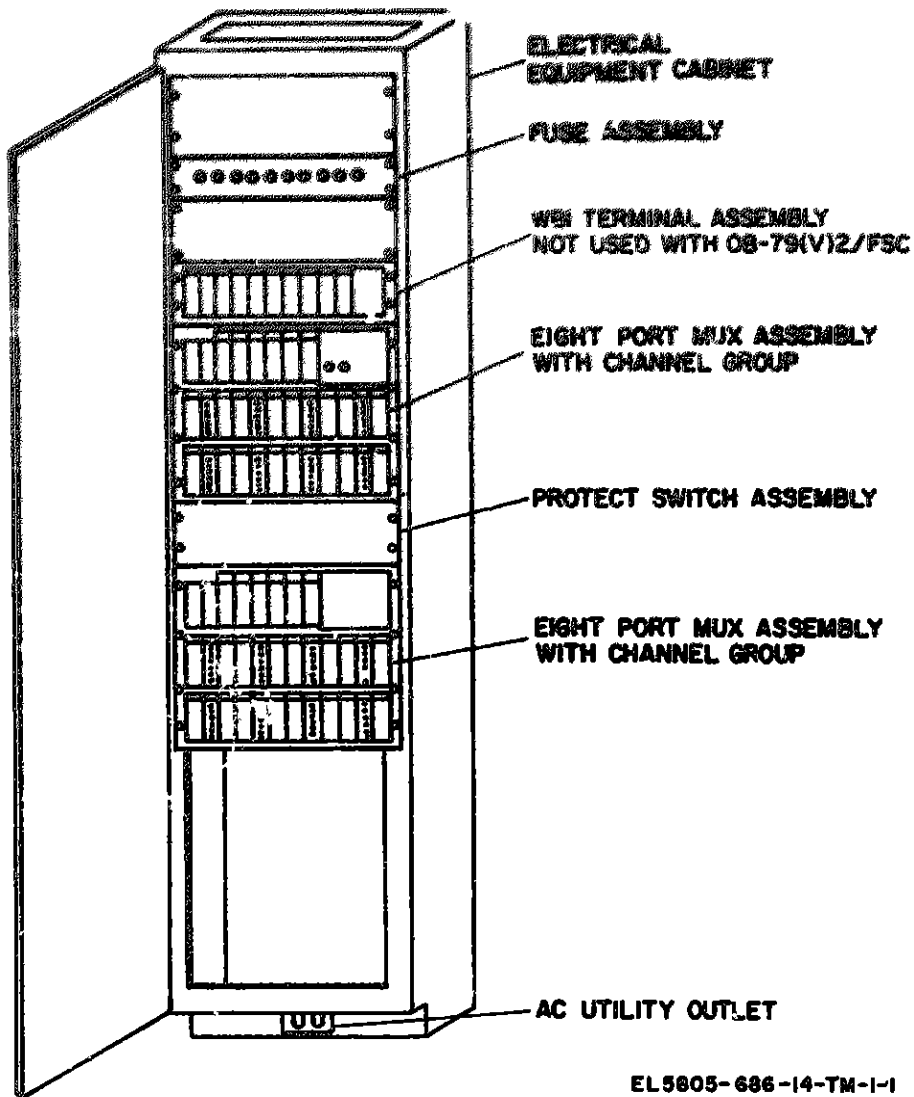 ELECTRICAL
EQUIPMENT CABINET
FUSE ASSEMBLY
WBI TERMINAL ASSEMBLY
NOT USED WITH OB-79(V)2/FSC
EIGHT PORT MUX ASSEMBLY
WITH CHANNEL GROUP
PROTECT SWITCH ASSEMBLY
EIGHT PORT MUX ASSEMBLY
WITH CHANNEL GROUP
AC UTILITY OUTLET
EL5805-686-14-TM-1-1